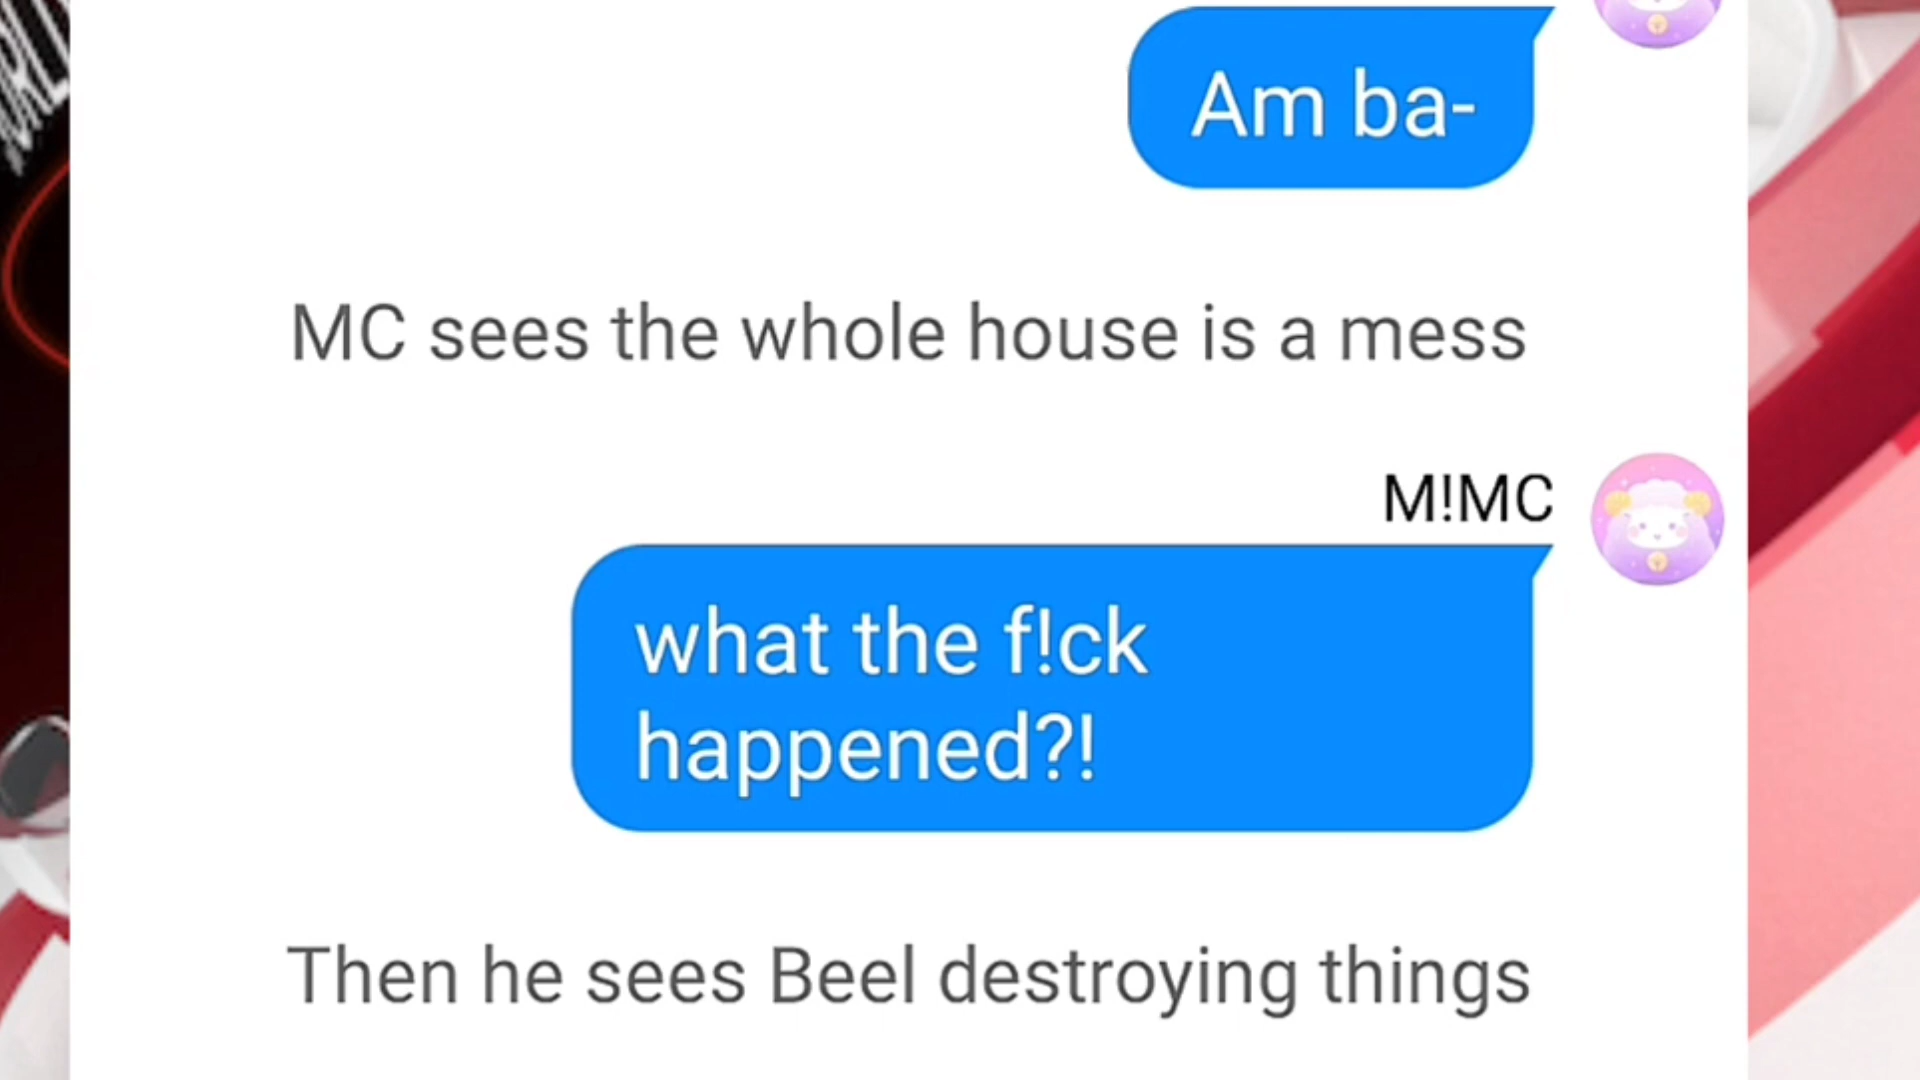 Am ba-
MC sees the whole house is a mess
M!MC
what the f!ck
happened?!
Then he sees Beel destroying things